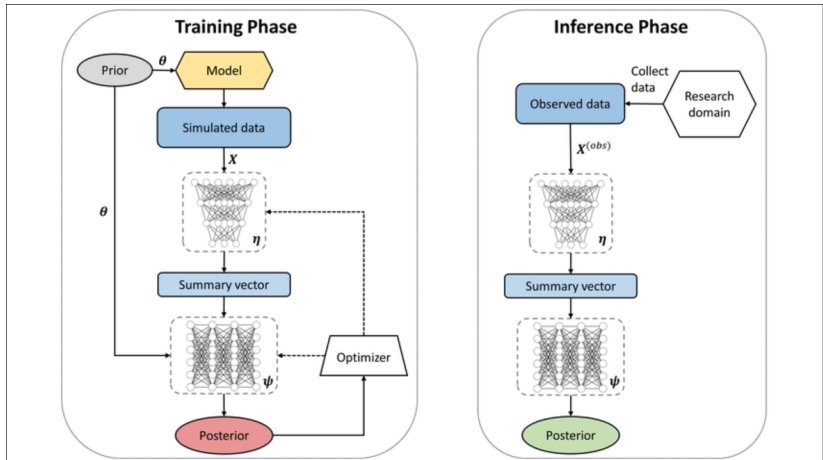 Training Phase
Prior
θ
Model
Simulated data
X
θ
η
Summary vector
ψ
Optimizer
Posterior
Inference Phase
Collect
data
Observed data
Research
domain
X^(obs)
η
Summary vector
ψ
Posterior